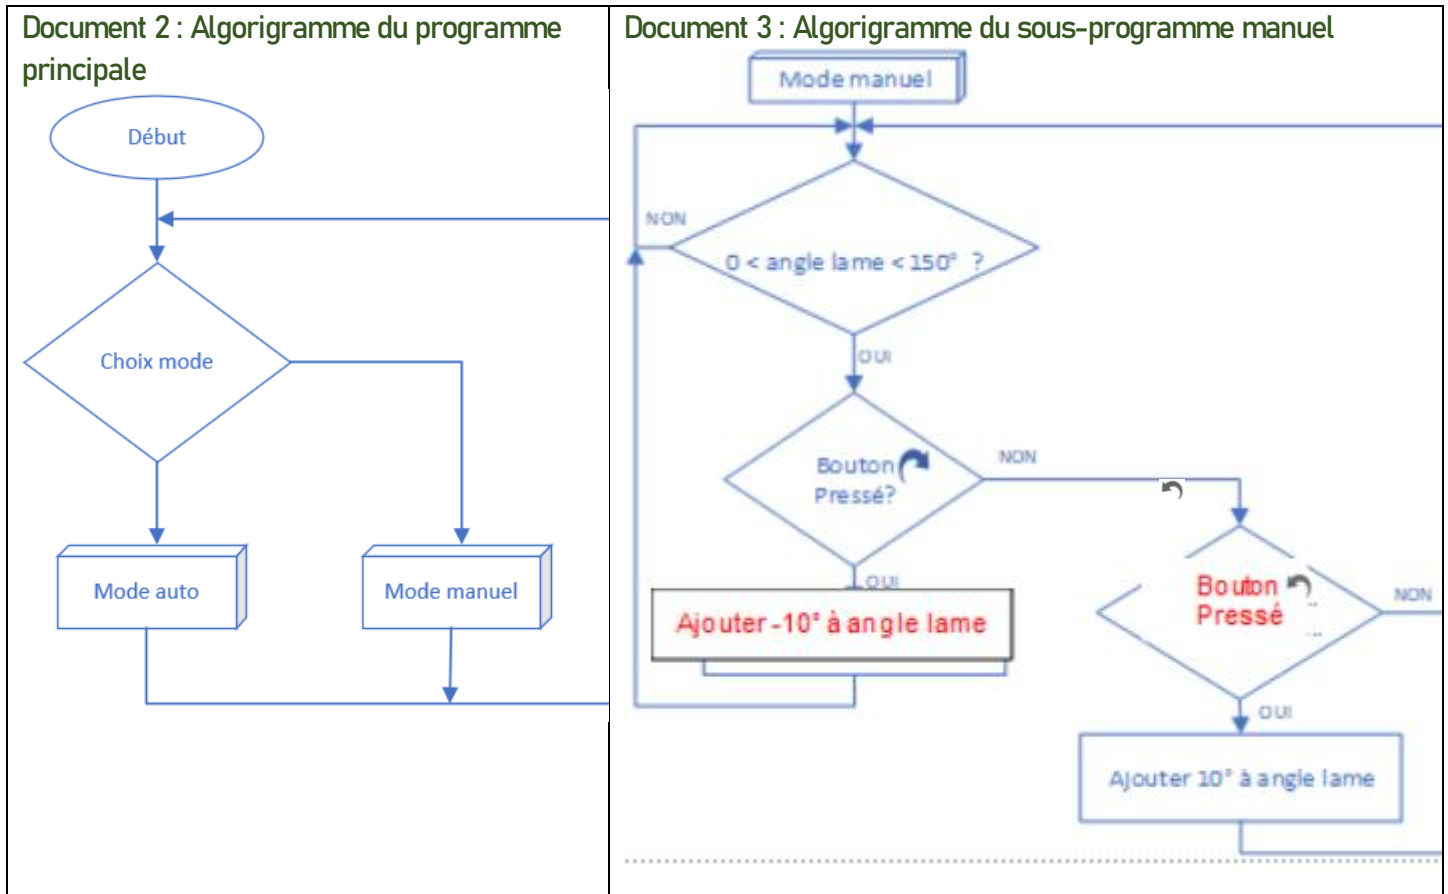 Document 2 : Algorigramme du programme
principale
Début
Choix mode
Mode auto
Mode manuel
Document 3 : Algorigramme du sous-programme manuel
Mode manuel
NON
0 < angle lame < 150° ?
OUI
Bouton
Pressé?
NON
OUI
Ajouter -10° à angle lame
Bouton
Pressé
NON
OUI
Ajouter 10° à angle lame